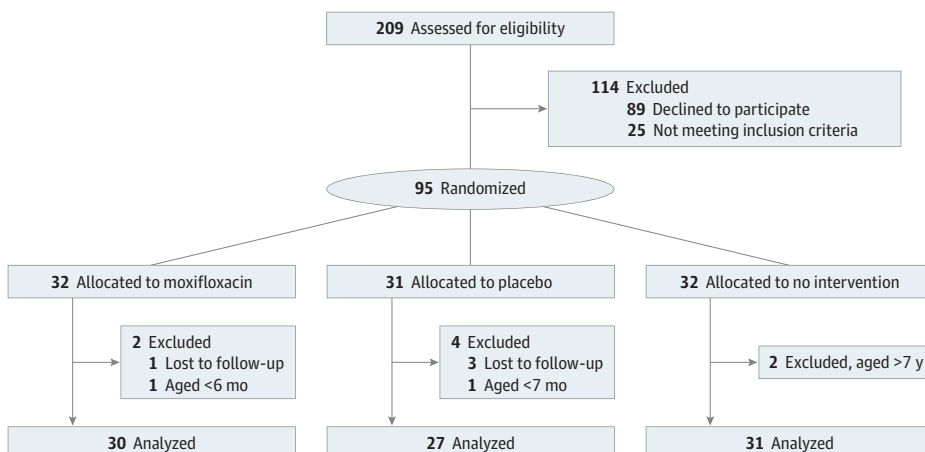 209 Assessed for eligibility
114 Excluded
89 Declined to participate
25 Not meeting inclusion criteria
95 Randomized
32 Allocated to moxifloxacin
31 Allocated to placebo
32 Allocated to no intervention
2 Excluded
1 Lost to follow-up
1 Aged <6 mo
4 Excluded
3 Lost to follow-up
1 Aged <7 mo
2 Excluded, aged >7 y
30 Analyzed
27 Analyzed
31 Analyzed